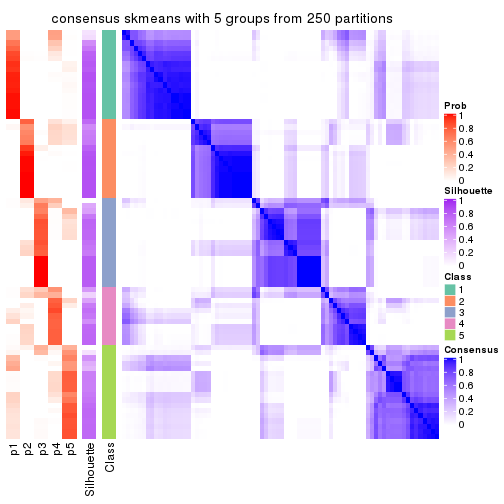 consensus skmeans with 5 groups from 250 partitions
Prob
1
0.8
0.6
0.4
0.2
0
Silhouette
1
0.8
0.6
0.4
0.2
0
Class
1
2
3
4
5
Consensus
1
0.8
0.6
0.4
0.2
0
p1
p2
p3
p4
p5
Silhouette
Class